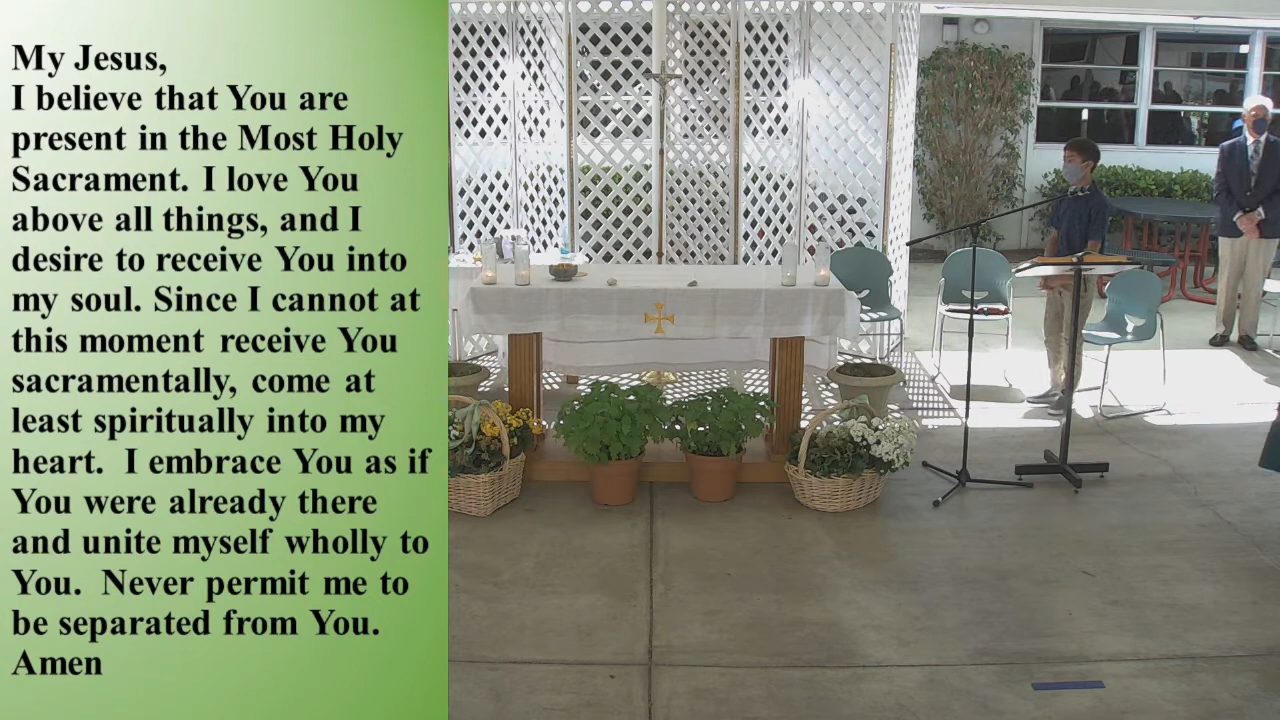 My Jesus,
I believe that You are
present in the Most Holy
Sacrament. I love You
above all things, and I
desire to receive You into
my soul. Since I cannot at
this moment receive You
sacramentally, come at
least spiritually into my
heart.  I embrace You as if
You were already there
and unite myself wholly to
You.  Never permit me to
be separated from You.
Amen